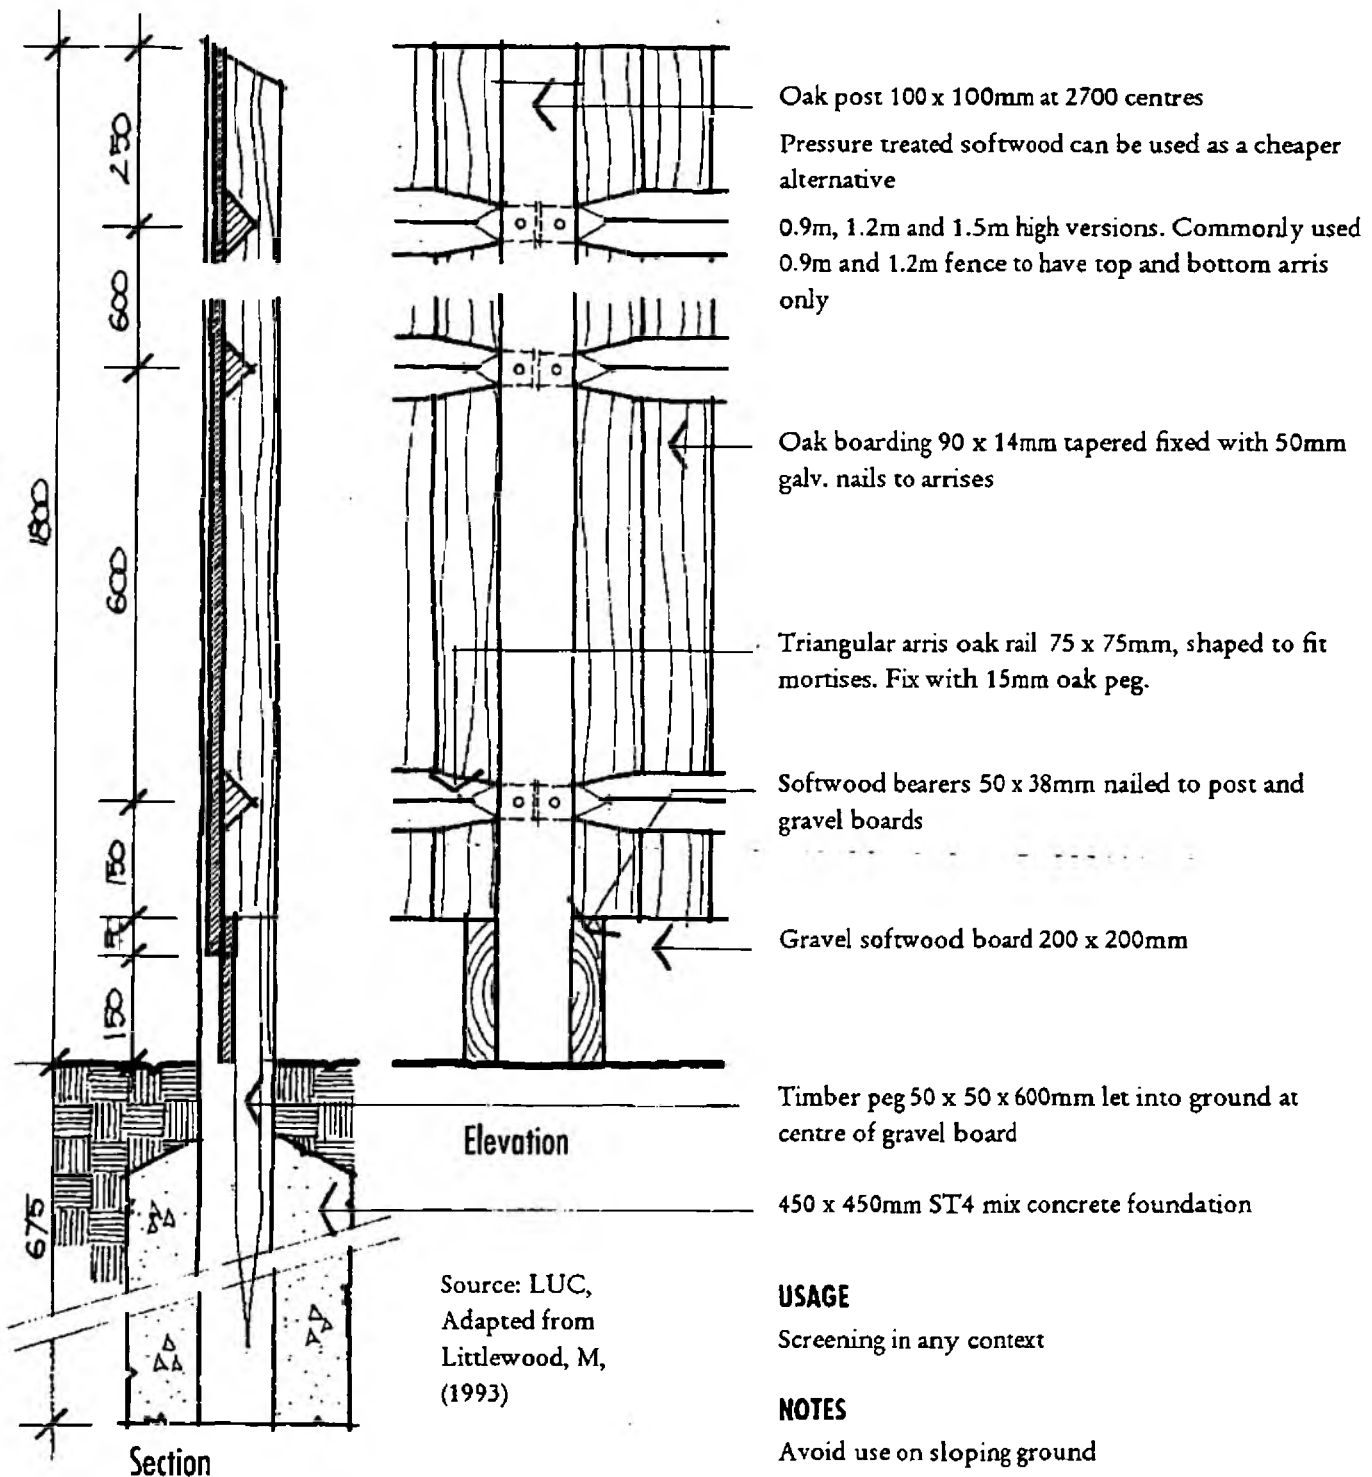 250
600
1800
600
150
50
150
675
Section
Elevation
Source: LUC,
Adapted from
Littlewood, M,
(1993)
Oak post 100 x 100mm at 2700 centres
Pressure treated softwood can be used as a cheaper
alternative
0.9m, 1.2m and 1.5m high versions. Commonly used
0.9m and 1.2m fence to have top and bottom arris
only
Oak boarding 90 x 14mm tapered fixed with 50mm
galv. nails to arrises
Triangular arris oak rail 75 x 75mm, shaped to fit
mortises. Fix with 15mm oak peg.
Softwood bearers 50 x 38mm nailed to post and
gravel boards
Gravel softwood board 200 x 200mm
Timber peg 50 x 50 x 600mm let into ground at
centre of gravel board
450 x 450mm ST4 mix concrete foundation
USAGE
Screening in any context
NOTES
Avoid use on sloping ground